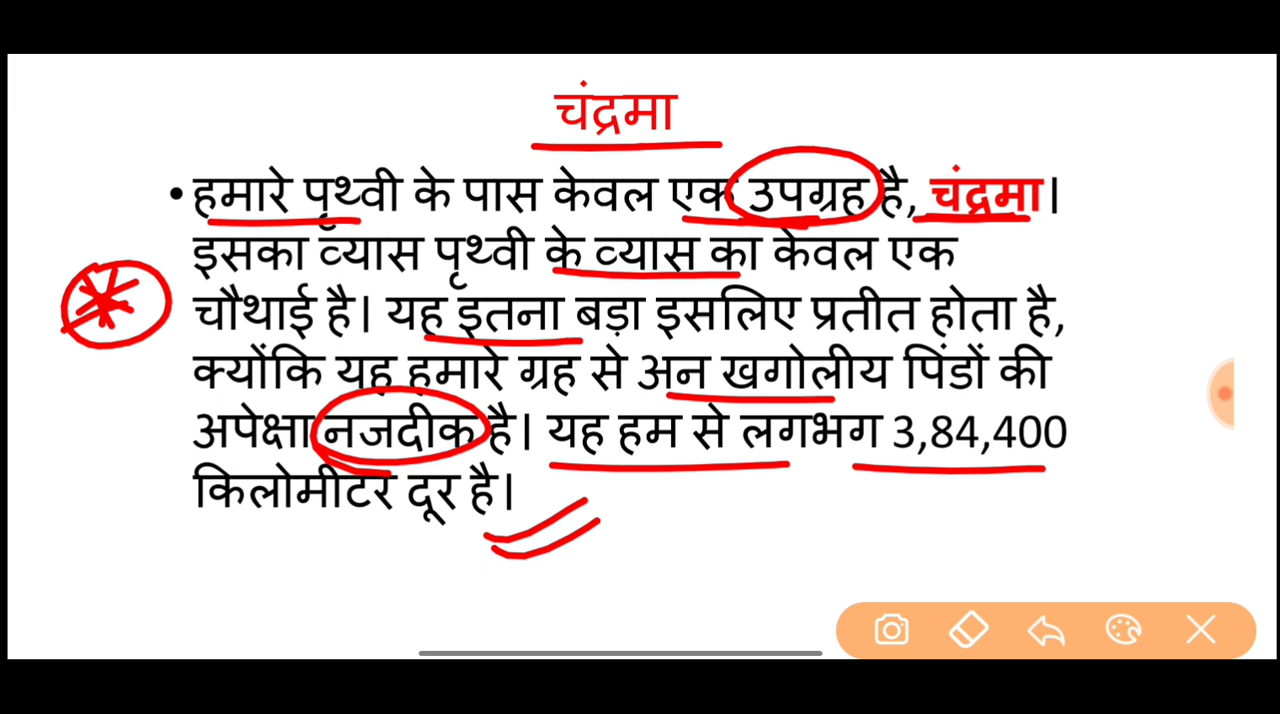 चंद्रमा
• हमारे पृथ्वी के पास केवल एक उपग्रह है, चंद्रमा।
इसका व्यास पृथ्वी के व्यास का केवल एक
चौथाई है। यह इतना बड़ा इसलिए प्रतीत होता है,
क्योंकि यह हमारे ग्रह से अन खगोलीय पिंडों की
अपेक्षा नजदीक है। यह हम से लगभग 3,84,400
किलोमीटर दूर है।